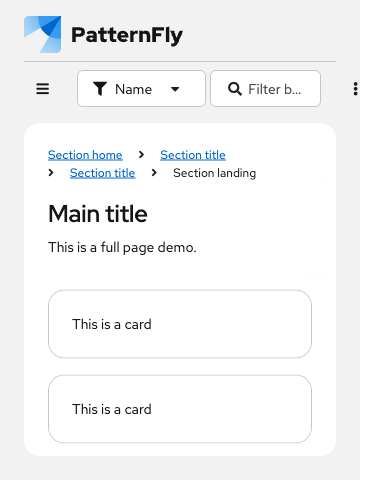 PatternFly
Name Filter b...
Section home Section title
Section title Section landing
Main title
This is a full page demo.
This is a card
This is a card